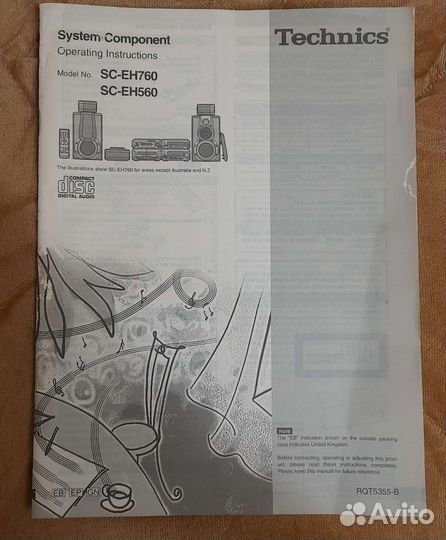 System Component
Operating Instructions
Technics
Model No. SC-EH760
SC-EH560
The illustrations show SC-EH760 for areas except Australia and N.Z.
COMPACT
disc
DIGITAL AUDIO
Note
The "EB" indication shown on the outside packing
case indicates United Kingdom.
Before connecting, operating or adjusting this prod-
uct, please read these instructions completely.
Please keep this manual for future reference.
EB EP GN
RQT5355-B
Avito